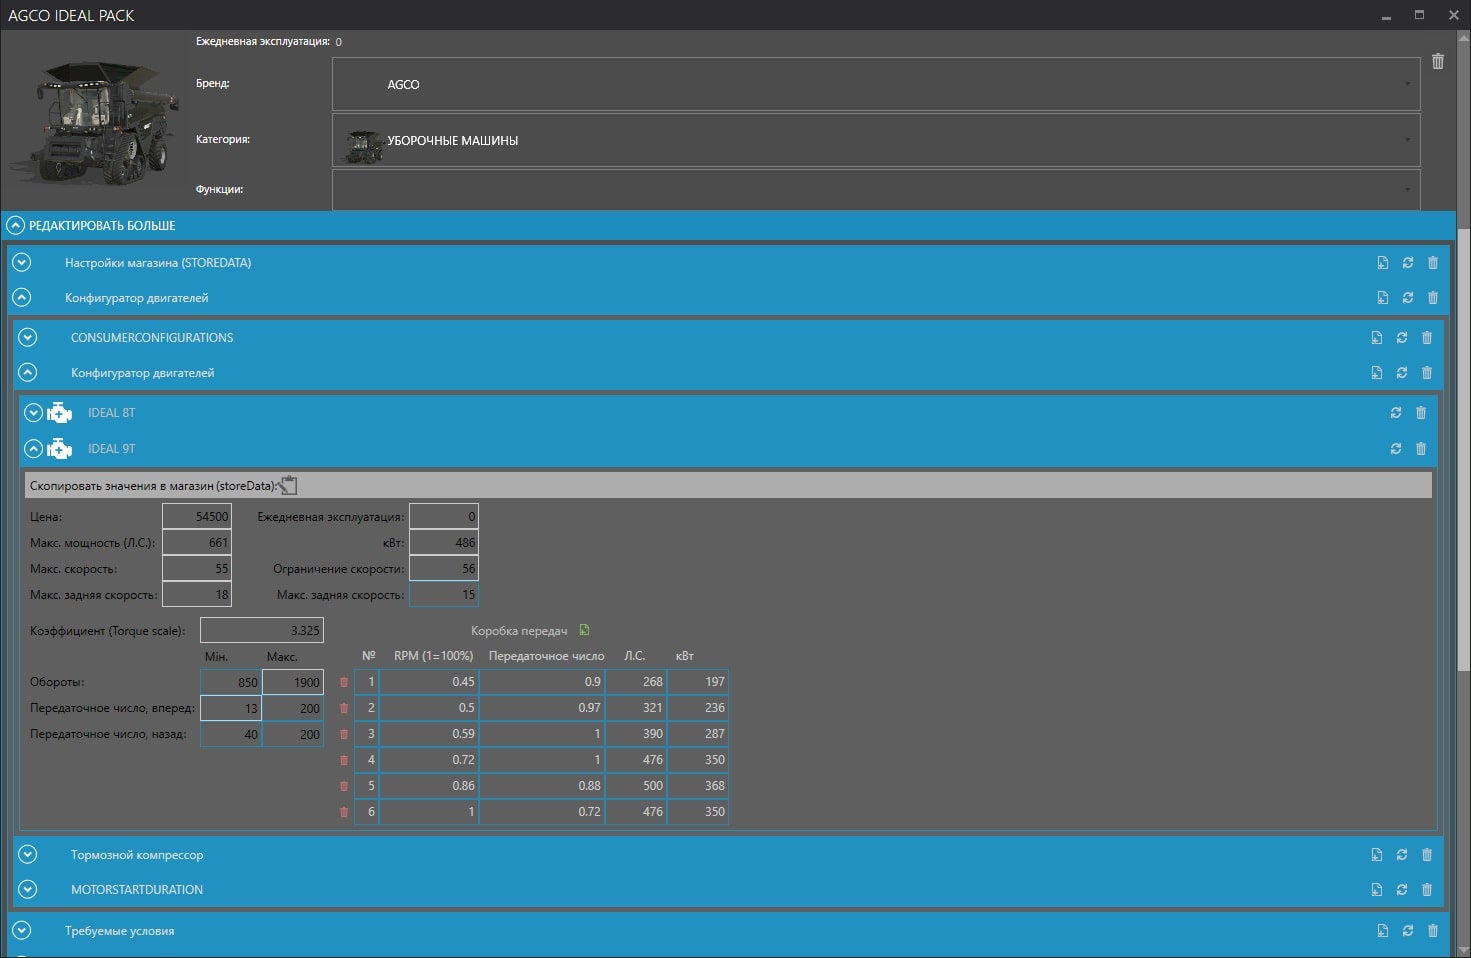 AGCO IDEAL PACK
Ежедневная эксплуатация: 0
Бренд: AGCO
Категория: УБОРОЧНЫЕ МАШИНЫ
Функции:
РЕДАКТИРОВАТЬ БОЛЬШЕ
Настройки магазина (STOREDATA)
Конфигуратор двигателей
CONSUMERCONFIGURATIONS
Конфигуратор двигателей
IDEAL 8T
IDEAL 9T
Скопировать значения в магазин (storeData):
Цена: 54500 Ежедневная эксплуатация: 0
Макс. мощность (Л.С.): 661 кВт: 486
Макс. скорость: 55 Ограничение скорости: 56
Макс. задняя скорость: 18 Макс. задняя скорость: 15
Коэффициент (Torque scale): 3.325 Коробка передач
Мін. Макс. № RPM (1=100%) Передаточное число Л.С. кВт
Обороты: 850 1900 1 0.45 0.9 268 197
Передаточное число, вперед: 13 200 2 0.5 0.97 321 236
Передаточное число, назад: 40 200 3 0.59 1 390 287
4 0.72 1 476 350
5 0.86 0.88 500 368
6 1 0.72 476 350
Тормозной компрессор
MOTORSTARTDURATION
Требуемые условия